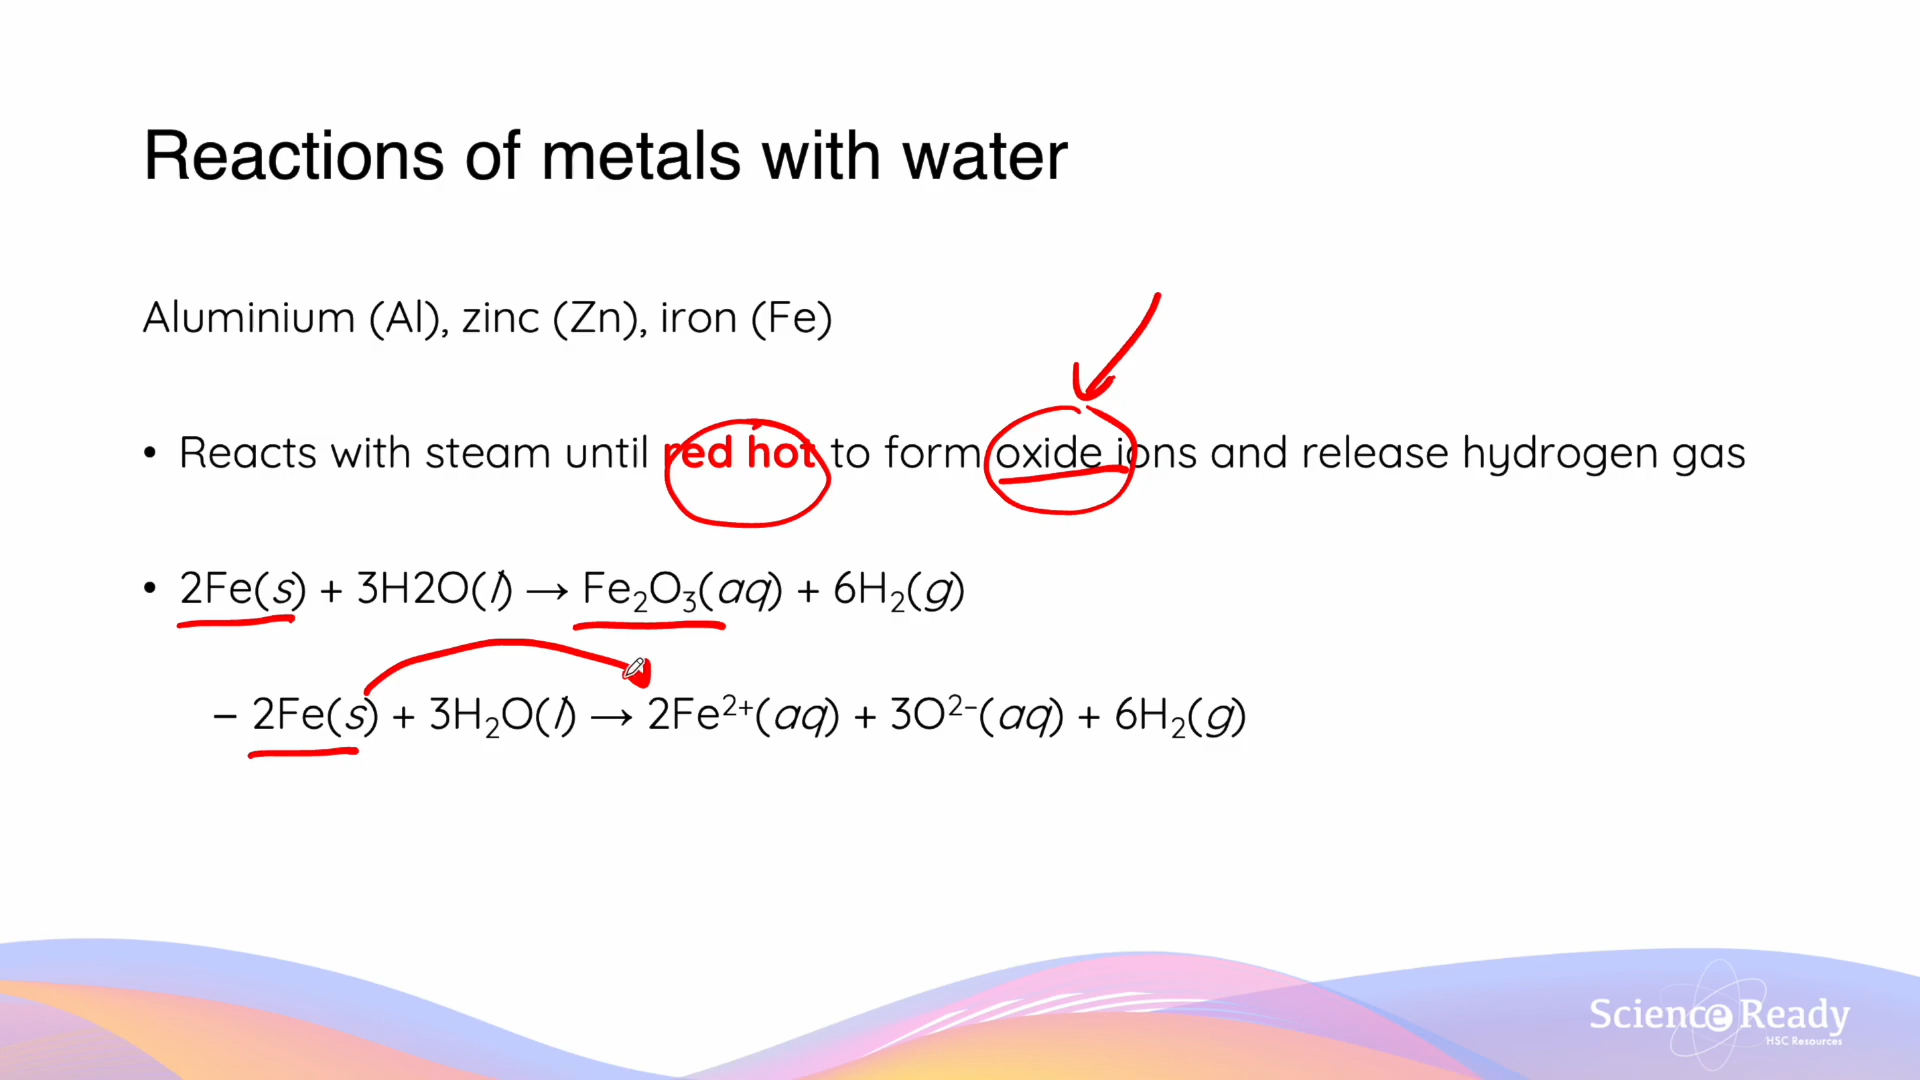 Reactions of metals with water
Aluminium (Al), zinc (Zn), iron (Fe)
• Reacts with steam until red hot to form oxide ions and release hydrogen gas
• 2Fe(s) + 3H2O(l) → Fe₂O₃(aq) + 6H₂(g)
– 2Fe(s) + 3H₂O(l) → 2Fe²⁺(aq) + 3O²⁻(aq) + 6H₂(g)
Science Ready
HSC Resources